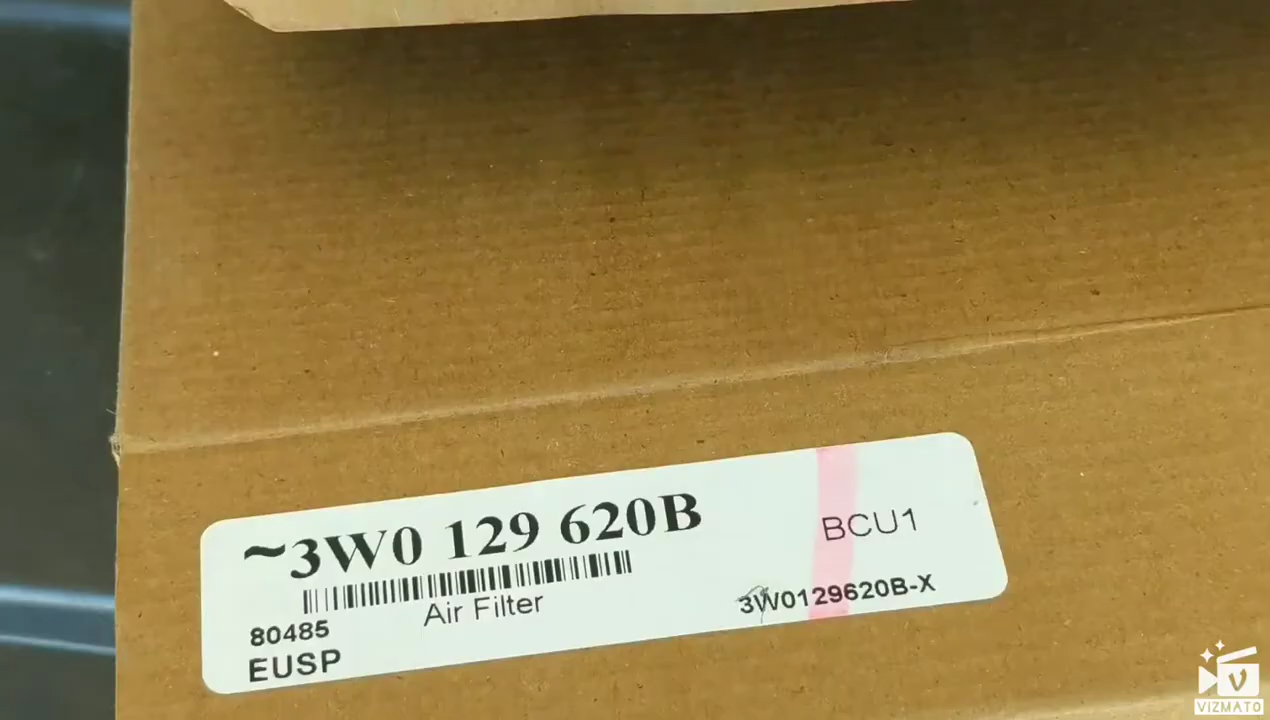 ~3W0 129 620B
BCU1
Air Filter
3W0129620B-X
80485
EUSP
VIZMATO